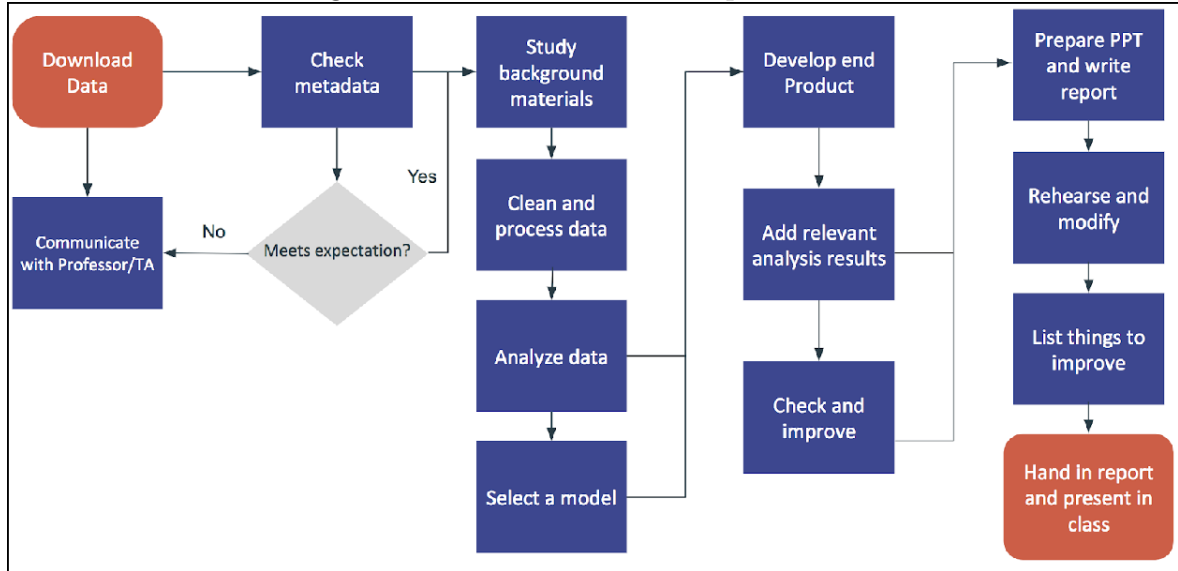 Download
Data
Check
metadata
Meets expectation?
Yes
No
Communicate
with Professor/TA
Study
background
materials
Clean and
process data
Analyze data
Select a model
Develop end
Product
Add relevant
analysis results
Check and
improve
Prepare PPT
and write
report
Rehearse and
modify
List things to
improve
Hand in report
and present in
class